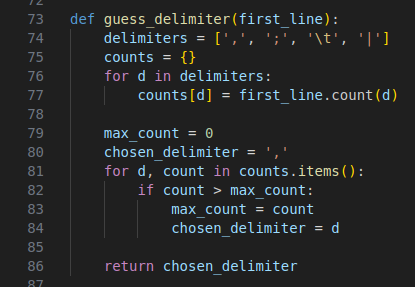 72
73 def guess_delimiter(first_line):
74     delimiters = [',', ';', '\t', '|']
75     counts = {}
76     for d in delimiters:
77         counts[d] = first_line.count(d)
78
79     max_count = 0
80     chosen_delimiter = ','
81     for d, count in counts.items():
82         if count > max_count:
83             max_count = count
84             chosen_delimiter = d
85
86     return chosen_delimiter
87